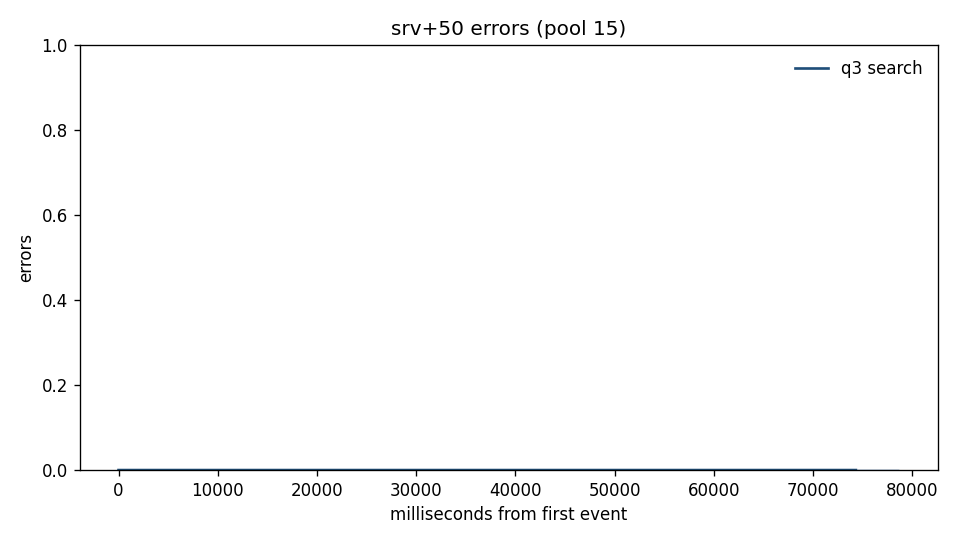 srv+50 errors (pool 15)
1.0
q3 search
0.8
0.6
errors
0.4
0.2
0.0
0 10000 20000 30000 40000 50000 60000 70000 80000
milliseconds from first event